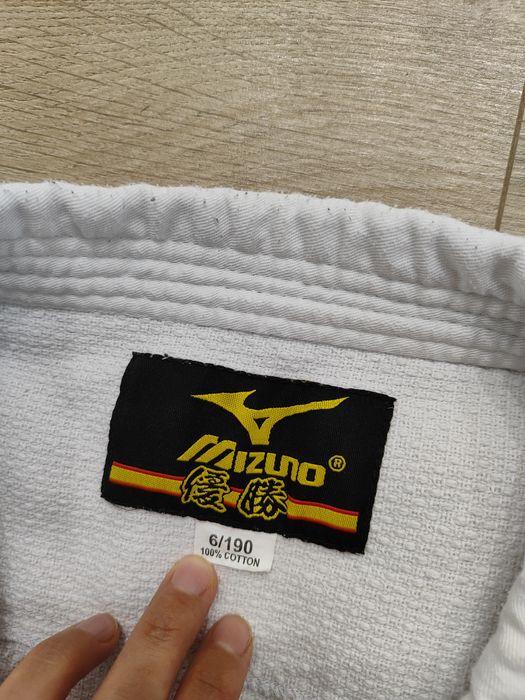 MIZUNO ®
優勝
6/190
100% COTTON